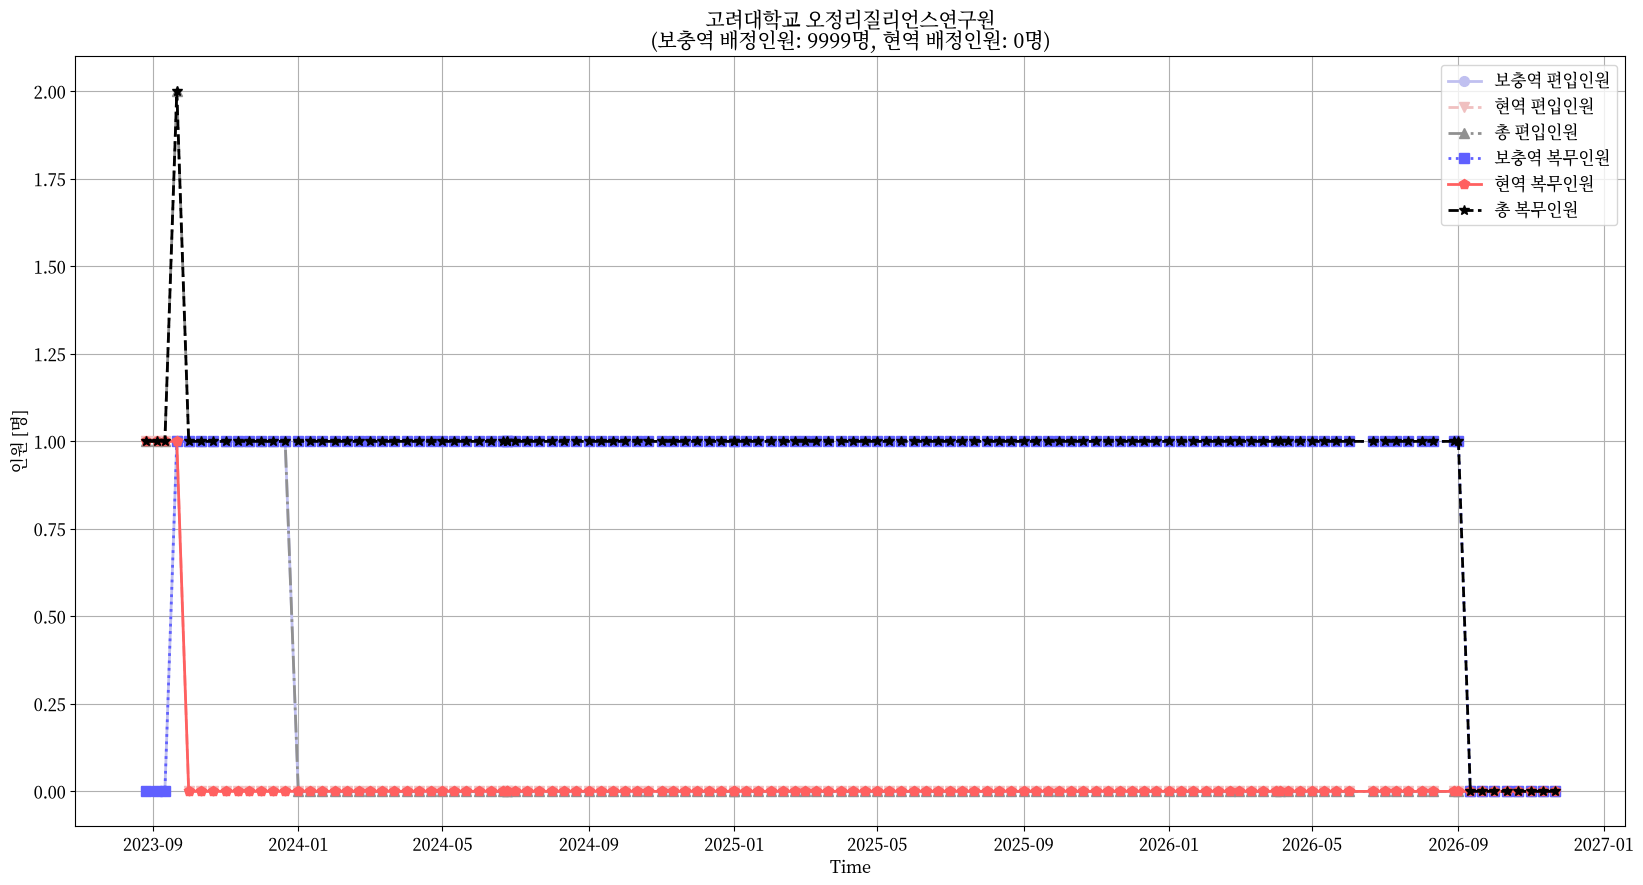 고려대학교 오정리질리언스연구원
(보충역 배정인원: 9999명, 현역 배정인원: 0명)
보충역 편입인원
현역 편입인원
총 편입인원
보충역 복무인원
현역 복무인원
총 복무인원
인원 [명]
2.00
1.75
1.50
1.25
1.00
0.75
0.50
0.25
0.00
2023-09
2024-01
2024-05
2024-09
2025-01
2025-05
2025-09
2026-01
2026-05
2026-09
2027-01
Time